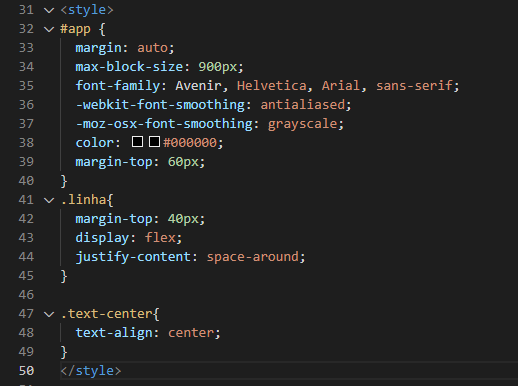 31 <style>
32 #app {
33 margin: auto;
34 max-block-size: 900px;
35 font-family: Avenir, Helvetica, Arial, sans-serif;
36 -webkit-font-smoothing: antialiased;
37 -moz-osx-font-smoothing: grayscale;
38 color: #000000;
39 margin-top: 60px;
40 }
41 .linha{
42 margin-top: 40px;
43 display: flex;
44 justify-content: space-around;
45 }
46
47 .text-center{
48 text-align: center;
49 }
50 </style>